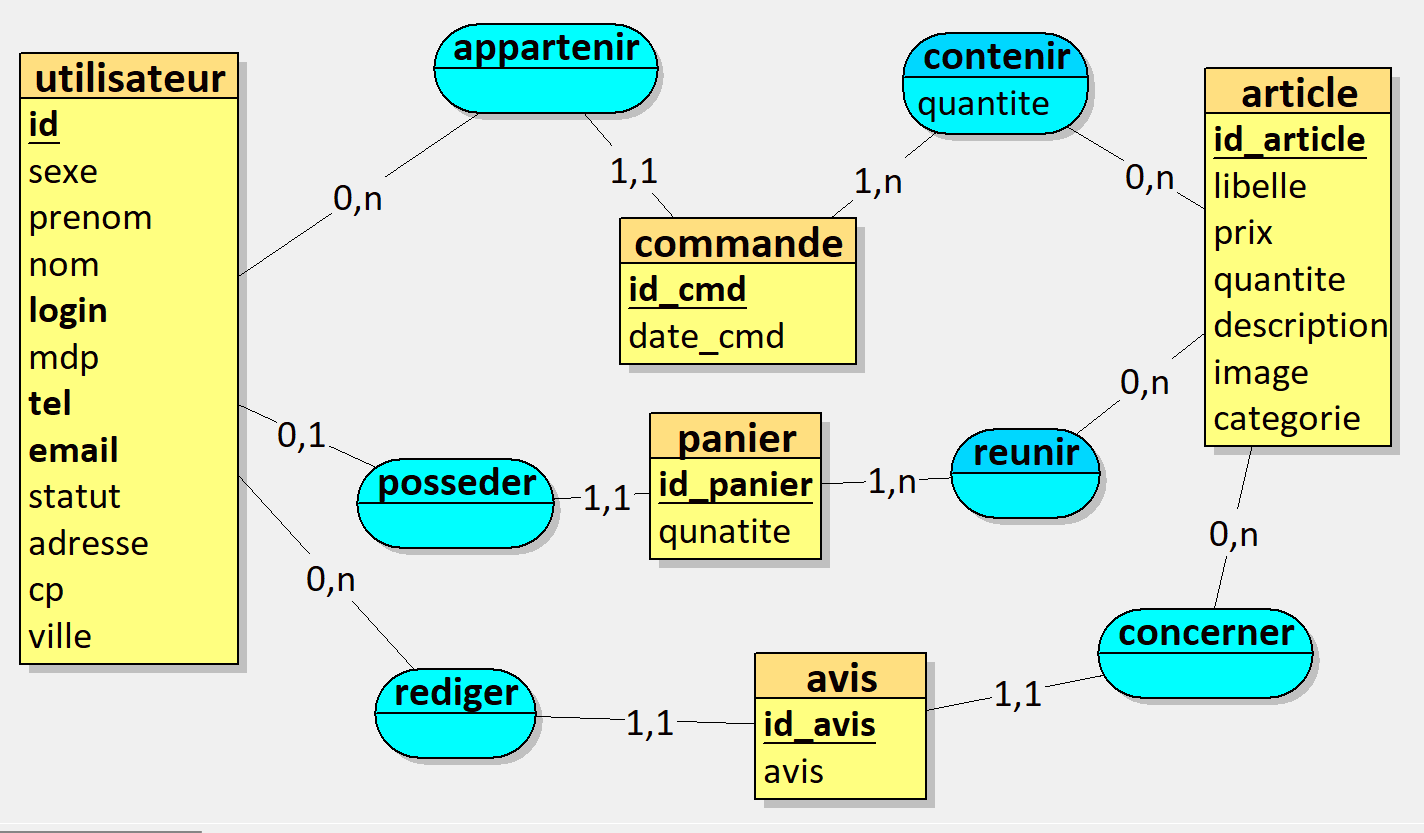 appartenir
contenir
quantite
utilisateur
id
sexe
prenom
nom
login
mdp
tel
email
statut
adresse
cp
ville
article
id_article
libelle
prix
quantite
description
image
categorie
0,n
1,1
1,n
0,n
commande
id_cmd
date_cmd
0,1
posseder
1,1
panier
id_panier
qunatite
1,n
reunir
0,n
0,n
rediger
1,1
avis
id_avis
avis
1,1
concerner
0,n